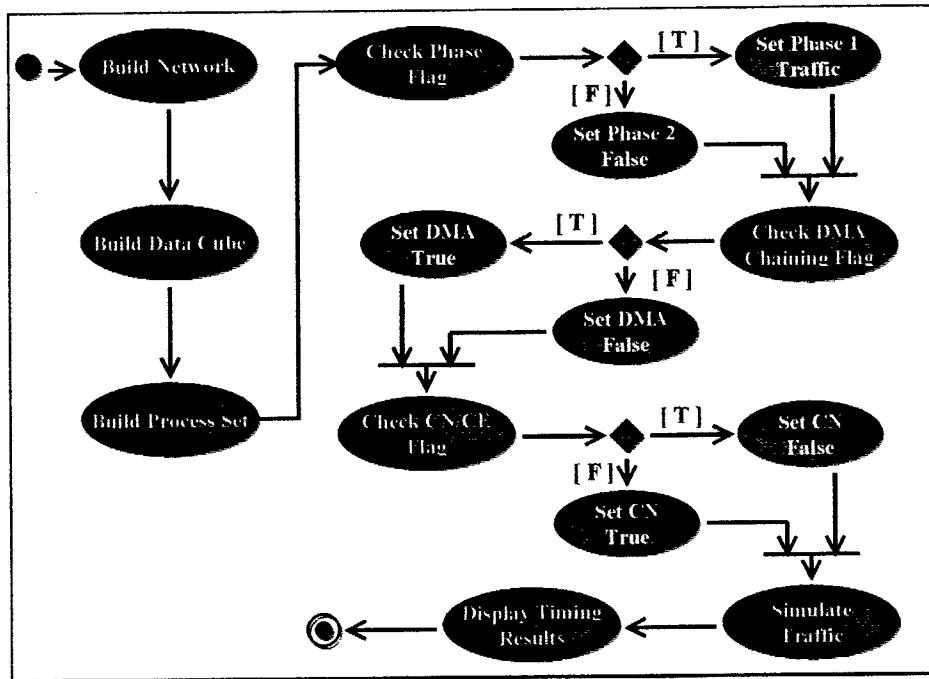 Build Network
Check Phase
Flag
[ T ]
Set Phase 1
Traffic
[ F ]
Set Phase 2
False
Build Data Cube
Set DMA
True
[ T ]
Check DMA
Chaining Flag
[ F ]
Set DMA
False
Build Process Set
Check CN/CE
Flag
[ T ]
Set CN
False
[ F ]
Set CN
True
Display Timing
Results
Simulate
Traffic